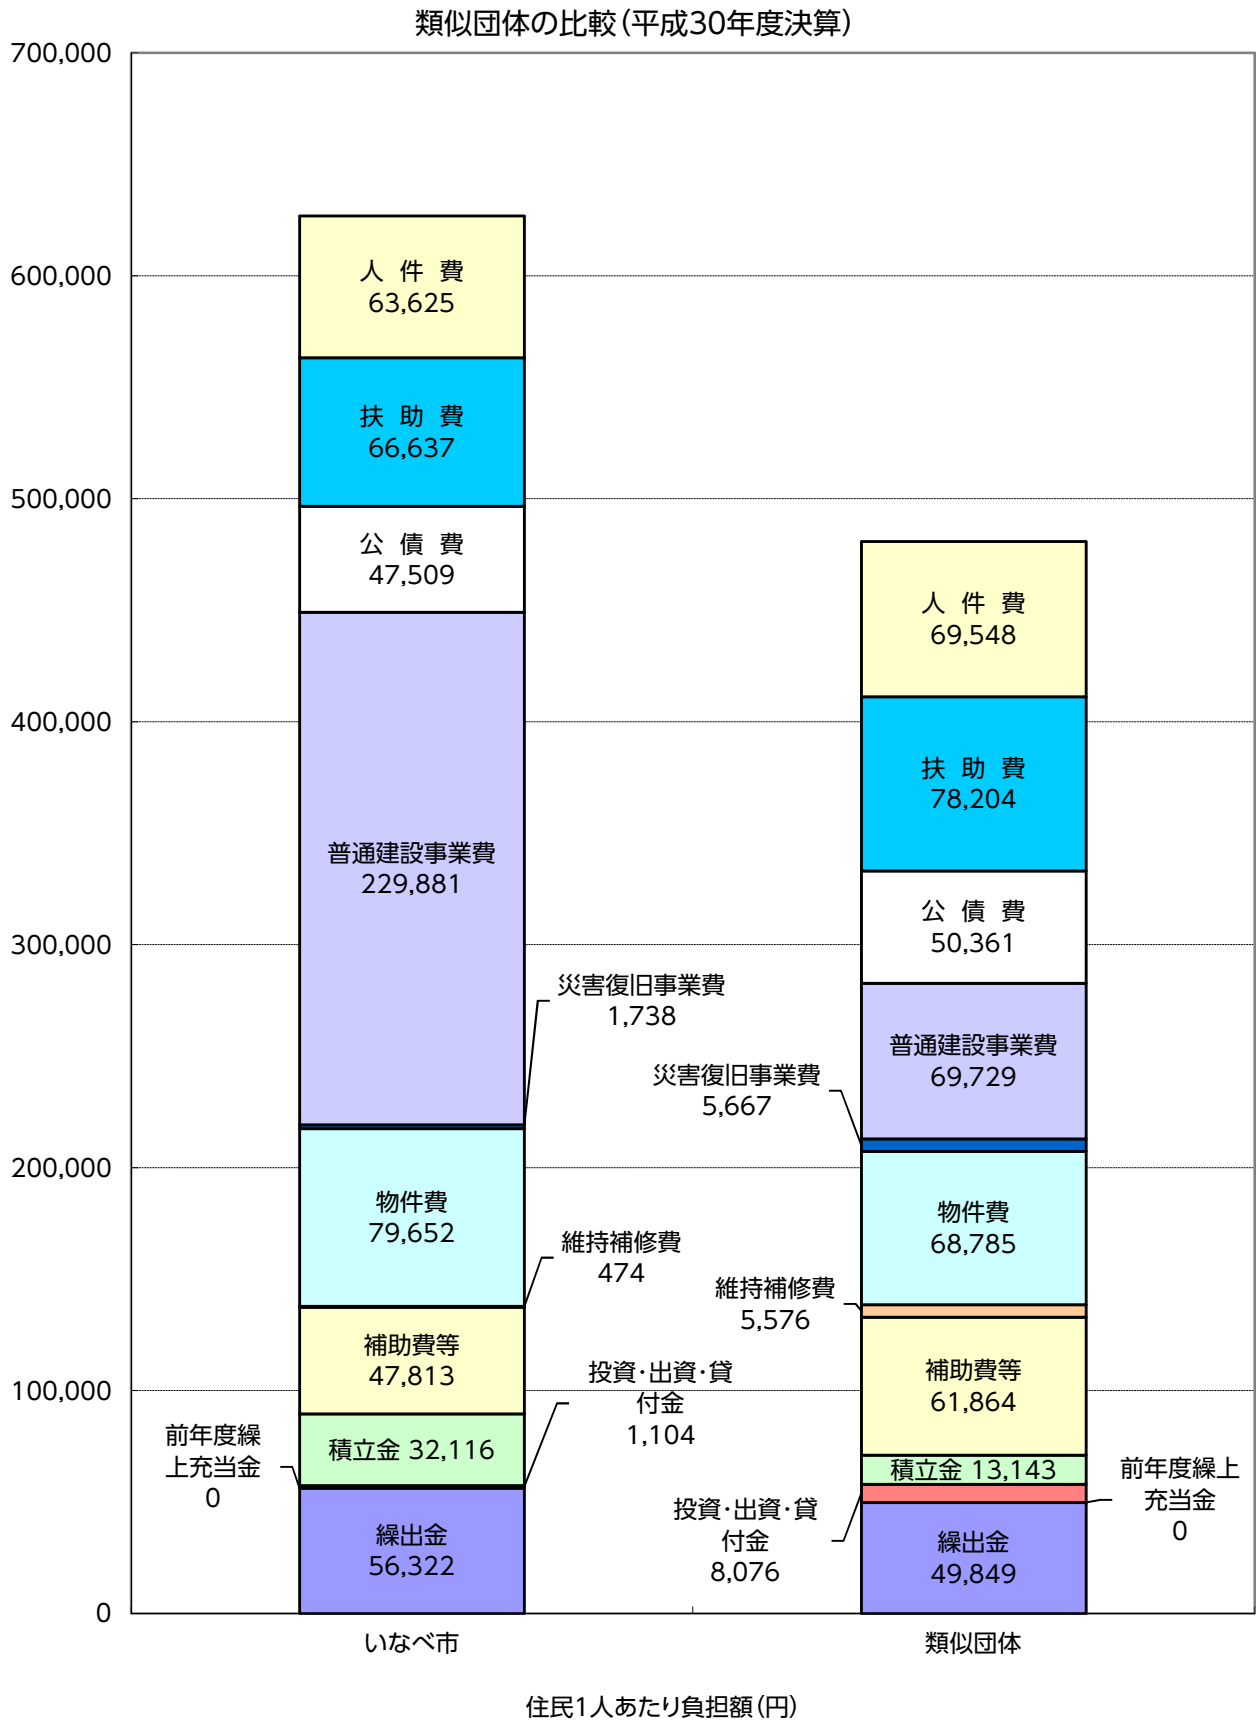 類似団体の比較(平成30年度決算)
700,000
600,000
500,000
400,000
300,000
200,000
100,000
0
人 件 費
63,625
扶 助 費
66,637
公 債 費
47,509
普通建設事業費
229,881
災害復旧事業費
1,738
物件費
79,652
維持補修費
474
補助費等
47,813
投資・出資・貸
付金
1,104
積立金 32,116
前年度繰
上充当金
0
繰出金
56,322
人 件 費
69,548
扶 助 費
78,204
公 債 費
50,361
普通建設事業費
69,729
災害復旧事業費
5,667
物件費
68,785
維持補修費
5,576
補助費等
61,864
積立金 13,143
投資・出資・貸
付金
8,076
前年度繰上
充当金
0
繰出金
49,849
いなべ市
類似団体
住民1人あたり負担額(円)